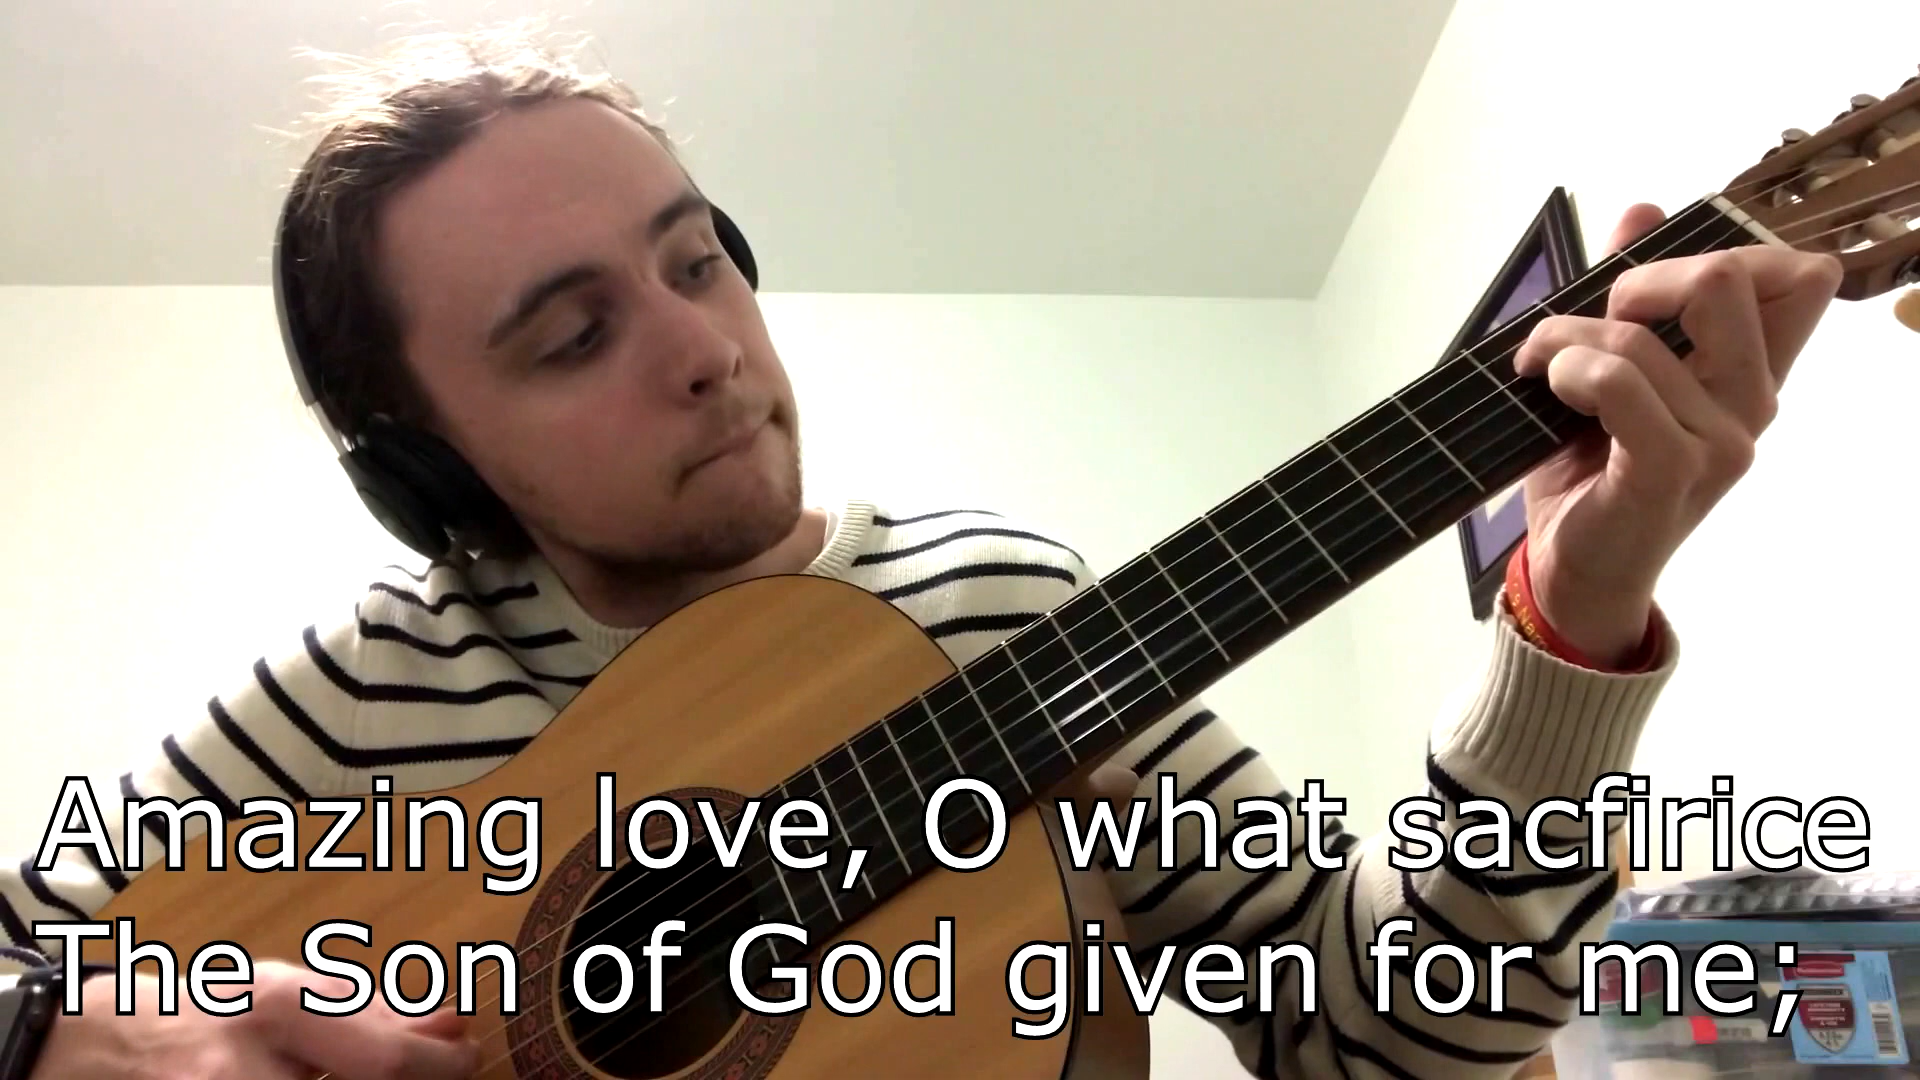 Amazing love, O what sacfirice
The Son of God given for me;